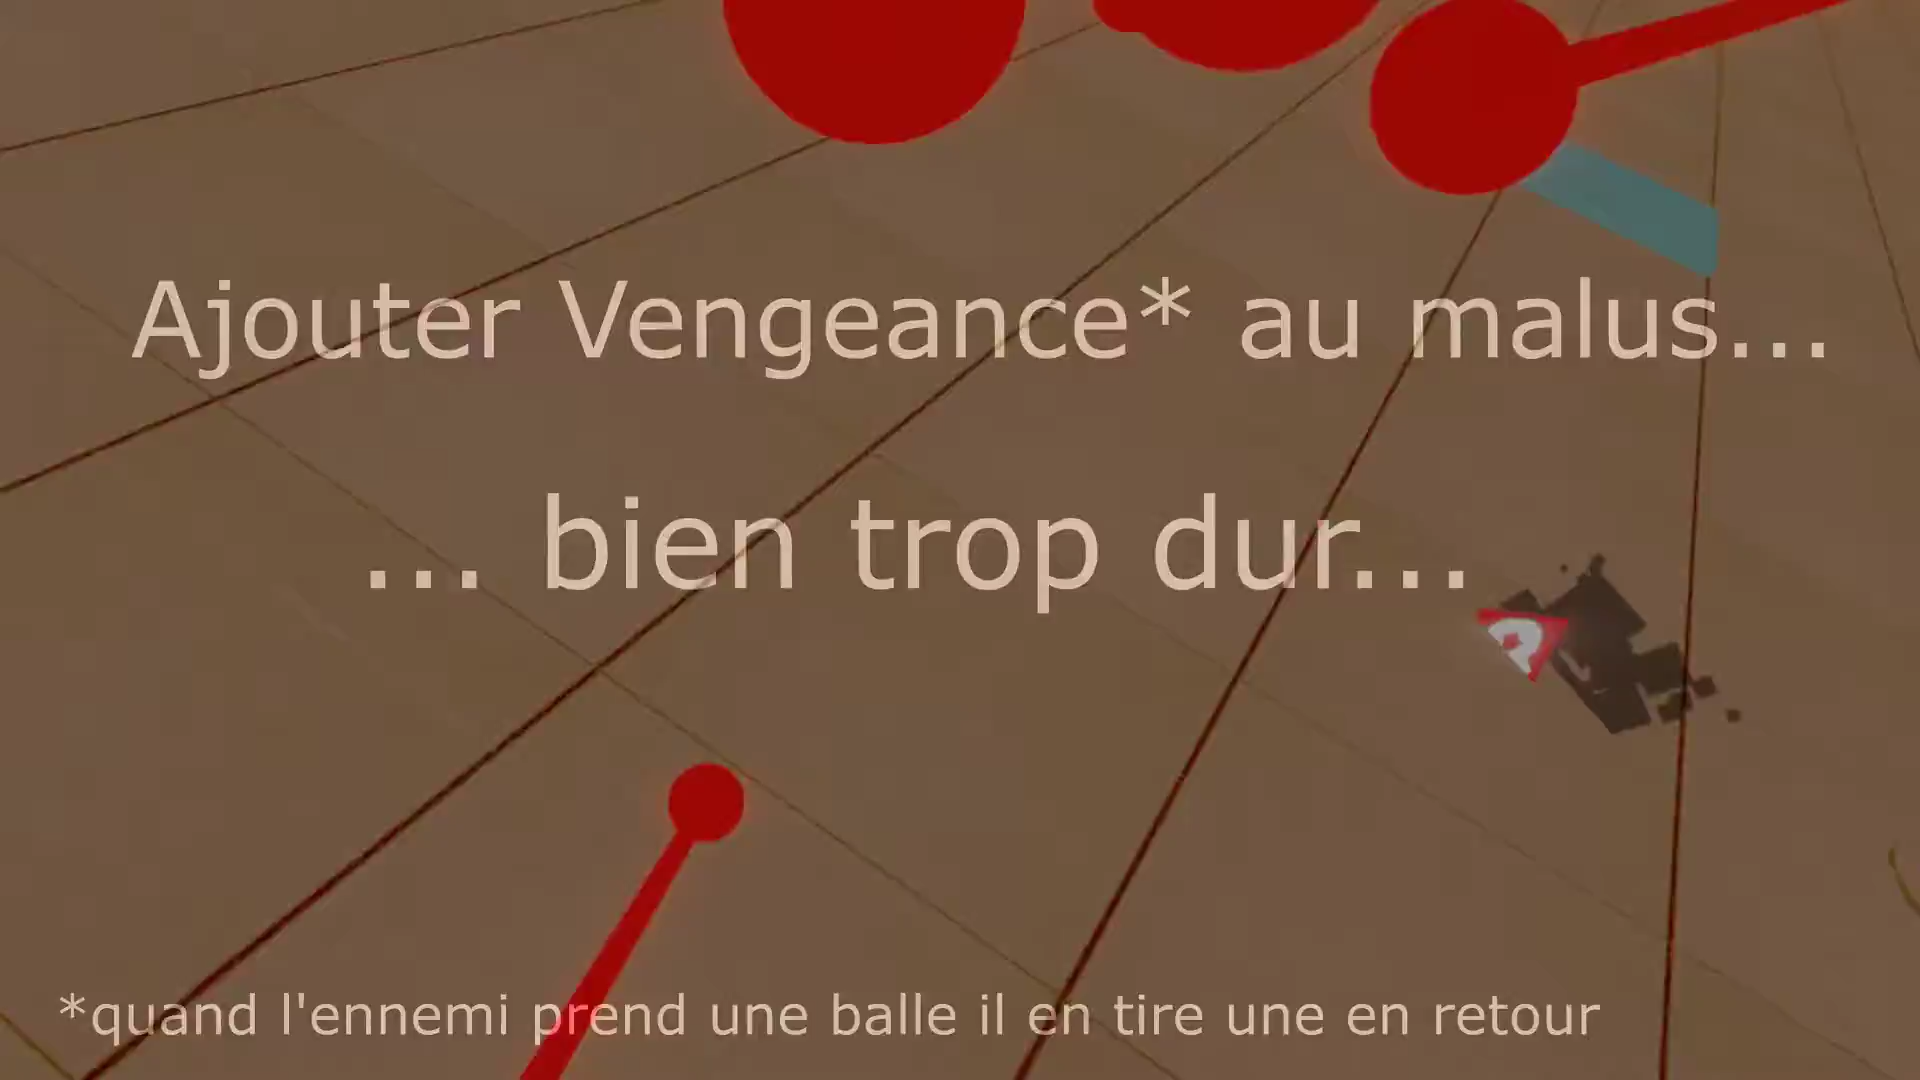 Ajouter Vengeance* au malus...
... bien trop dur...
*quand l'ennemi prend une balle il en tire une en retour